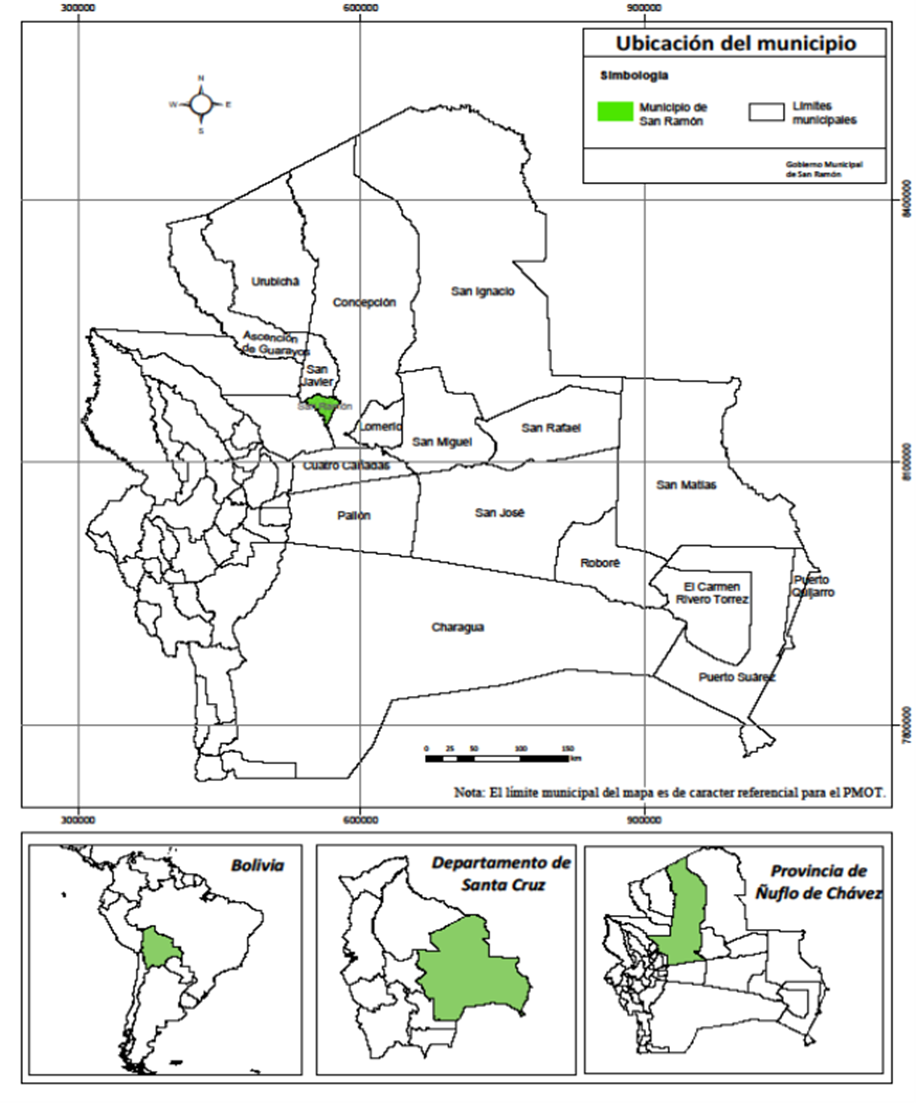 300000 600000 900000
Ubicación del municipio
Simbologia
Municipio de
San Ramón
Límites
municipales
Gobierno Municipal
de San Ramón
N
W E
S
8400000
Urubichá
Concepción
San Ignacio
Ascención
de Guarayos
San
Javier
San Ramón
Lomerio
San Miguel
San Rafael
Cuatro Cañadas
8100000
San Matias
Pailón
San José
Roboré
El Carmen
Rivero Torrez
Puerto
Quijarro
Charagua
Puerto Suárez
7800000
0 25 50 100 150
km
Nota: El límite municipal del mapa es de caracter referencial para el PMOT.
300000 600000 900000
Bolivia
Departamento de
Santa Cruz
Provincia de
Ñuflo de Chávez